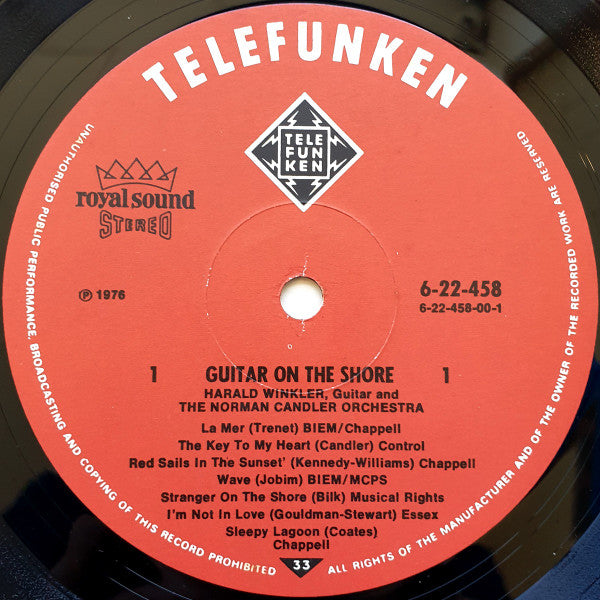 TELEFUNKEN
TELE
FUN
KEN
royal sound
STEREO
℗ 1976
6-22-458
6-22-458-00-1
1 GUITAR ON THE SHORE 1
HARALD WINKLER, Guitar and
THE NORMAN CANDLER ORCHESTRA
La Mer (Trenet) BIEM/Chappell
The Key To My Heart (Candler) Control
Red Sails In The Sunset' (Kennedy-Williams) Chappell
Wave (Jobim) BIEM/MCPS
Stranger On The Shore (Bilk) Musical Rights
I'm Not In Love (Gouldman-Stewart) Essex
Sleepy Lagoon (Coates)
Chappell
33
UNAUTHORISED PUBLIC PERFORMANCE, BROADCASTING AND COPYING OF THIS RECORD PROHIBITED
ALL RIGHTS OF THE MANUFACTURER AND OF THE OWNER OF THE RECORDED WORK ARE RESERVED